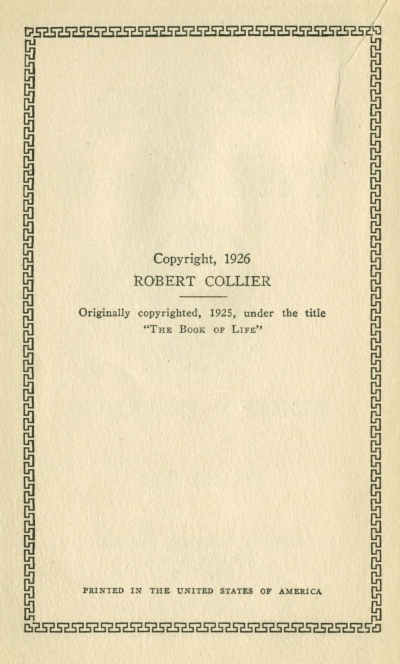 Copyright, 1926
ROBERT COLLIER
Originally copyrighted, 1925, under the title
"THE BOOK OF LIFE"
PRINTED IN THE UNITED STATES OF AMERICA